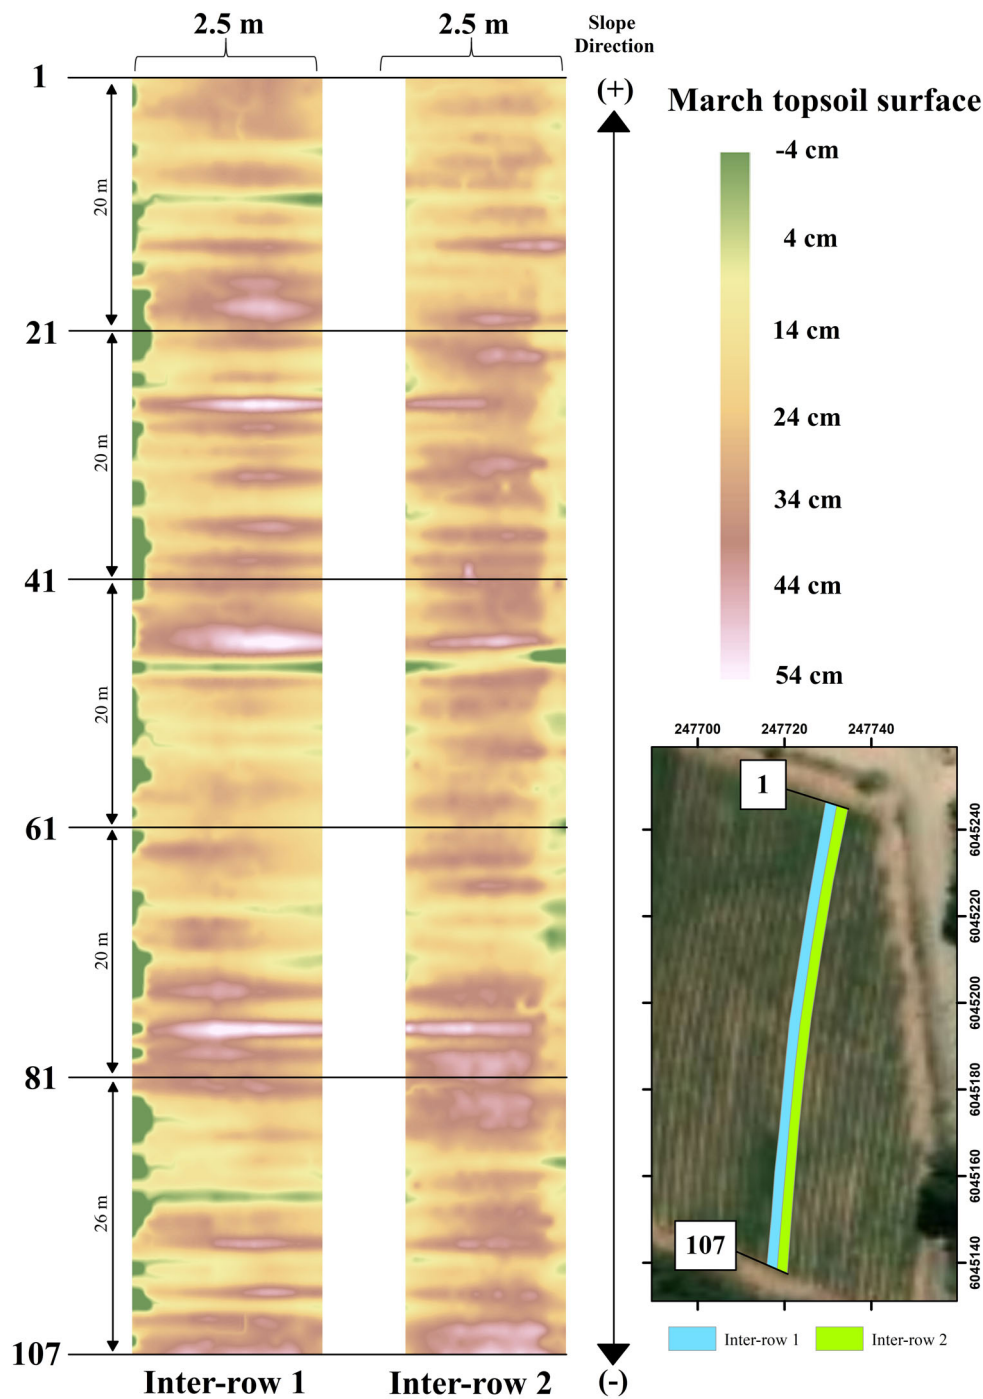 2.5 m
2.5 m
Slope
Direction
1
(+)
March topsoil surface
-4 cm
4 cm
14 cm
24 cm
34 cm
44 cm
54 cm
20 m
21
20 m
41
20 m
61
20 m
81
26 m
107
Inter-row 1
Inter-row 2
(-)
247700
247720
247740
1
6045240
6045220
6045200
6045180
6045160
6045140
107
Inter-row 1
Inter-row 2